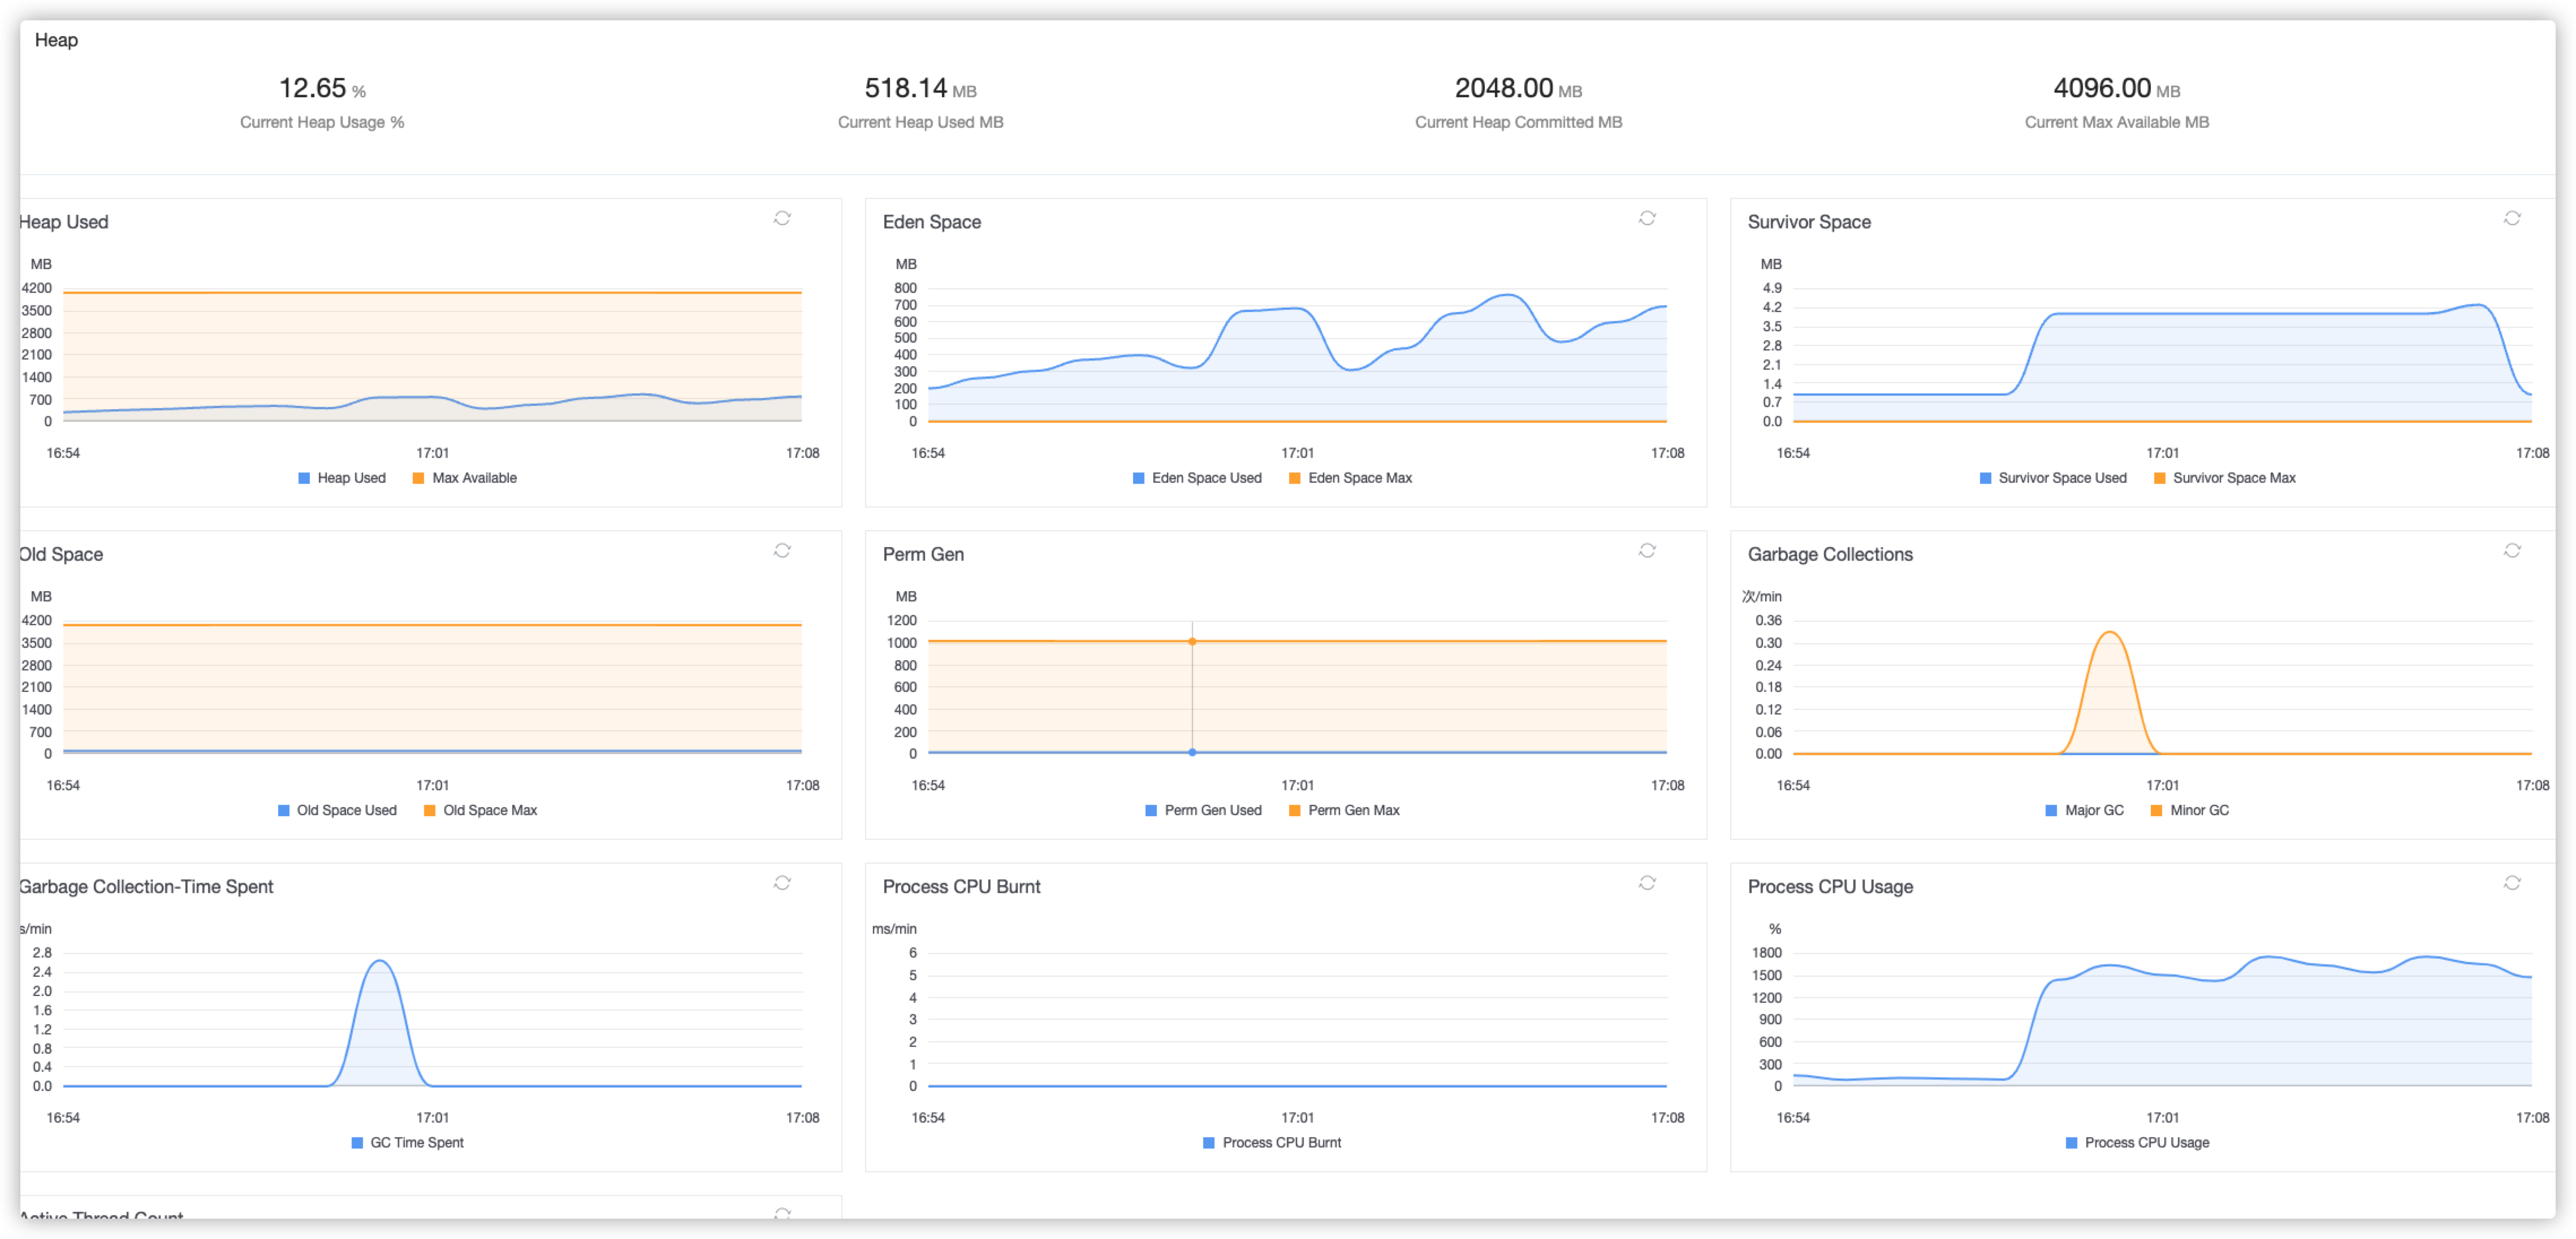 Heap
12.65 %
Current Heap Usage %
518.14 MB
Current Heap Used MB
2048.00 MB
Current Heap Committed MB
4096.00 MB
Current Max Available MB
Heap Used
MB
4200
3500
2800
2100
1400
700
0
16:54 17:01 17:08
Heap Used Max Available
Eden Space
MB
800
700
600
500
400
300
200
100
0
16:54 17:01 17:08
Eden Space Used Eden Space Max
Survivor Space
MB
4.9
4.2
3.5
2.8
2.1
1.4
0.7
0.0
16:54 17:01 17:08
Survivor Space Used Survivor Space Max
Old Space
MB
4200
3500
2800
2100
1400
700
0
16:54 17:01 17:08
Old Space Used Old Space Max
Perm Gen
MB
1200
1000
800
600
400
200
0
16:54 17:01 17:08
Perm Gen Used Perm Gen Max
Garbage Collections
次/min
0.36
0.30
0.24
0.18
0.12
0.06
0.00
16:54 17:01 17:08
Major GC Minor GC
Garbage Collection-Time Spent
s/min
2.8
2.4
2.0
1.6
1.2
0.8
0.4
0.0
16:54 17:01 17:08
GC Time Spent
Process CPU Burnt
ms/min
6
5
4
3
2
1
0
16:54 17:01 17:08
Process CPU Burnt
Process CPU Usage
%
1800
1500
1200
900
600
300
0
16:54 17:01 17:08
Process CPU Usage
Active Thread Count